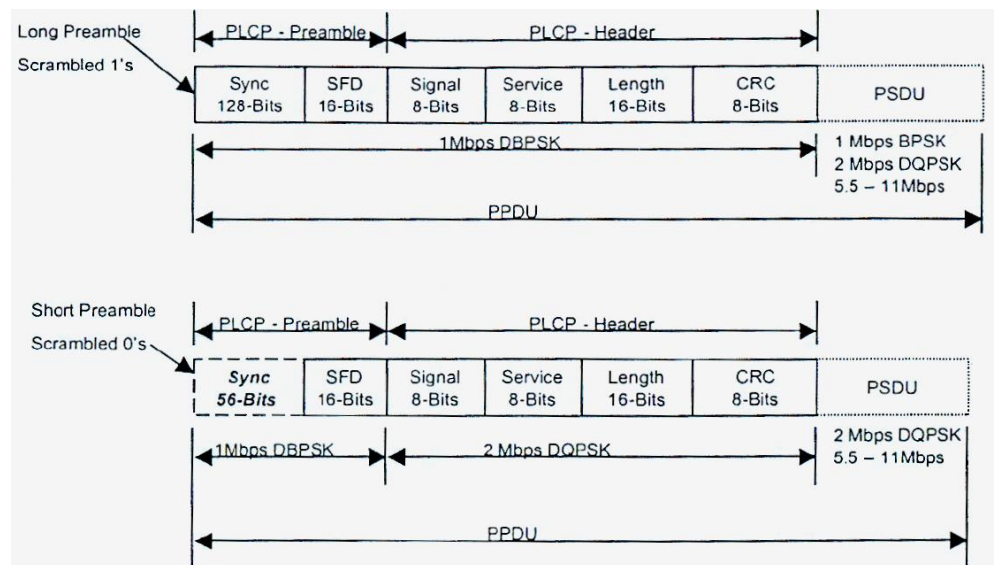 Long Preamble
Scrambled 1's
PLCP - Preamble
PLCP - Header
Sync
128-Bits
SFD
16-Bits
Signal
8-Bits
Service
8-Bits
Length
16-Bits
CRC
8-Bits
PSDU
1Mbps DBPSK
1 Mbps BPSK
2 Mbps DQPSK
5.5 – 11Mbps
PPDU
Short Preamble
Scrambled 0's
PLCP - Preamble
PLCP - Header
Sync
56-Bits
SFD
16-Bits
Signal
8-Bits
Service
8-Bits
Length
16-Bits
CRC
8-Bits
PSDU
1Mbps DBPSK
2 Mbps DQPSK
2 Mbps DQPSK
5.5 – 11Mbps
PPDU